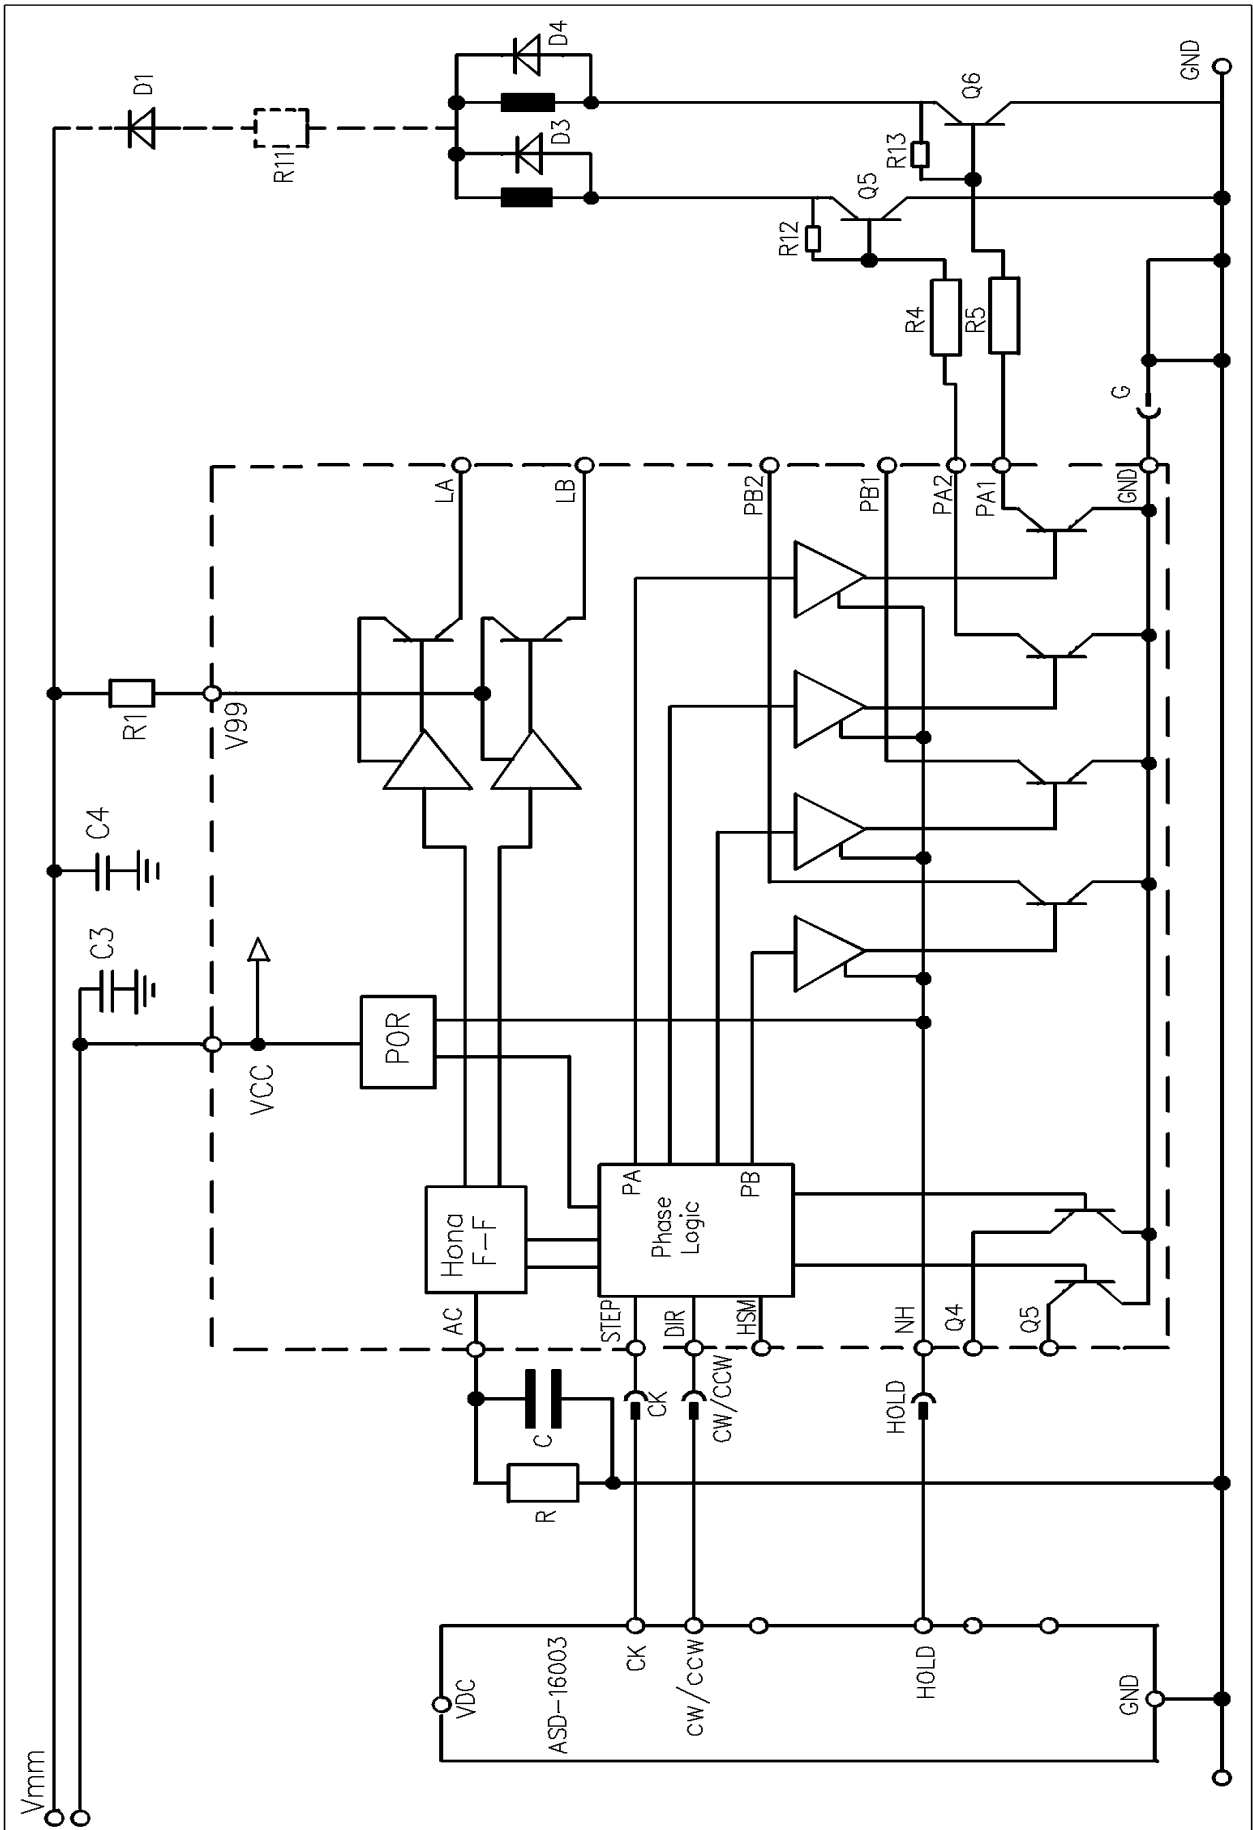 Vmm
C3
C4
R1
D1
R11
D4
D3
VCC
V99
POR
LA
LB
Hona
F-F
AC
C
R
PA
Phase
Logic
PB
STEP
DIR
HSM
NH
Q4
Q5
CK
CW/CCW
HOLD
VDC
ASD-16003
CK
CW/CCW
HOLD
GND
PB2
PB1
PA2
PA1
GND
G
R4
R5
R12
Q5
R13
Q6
GND